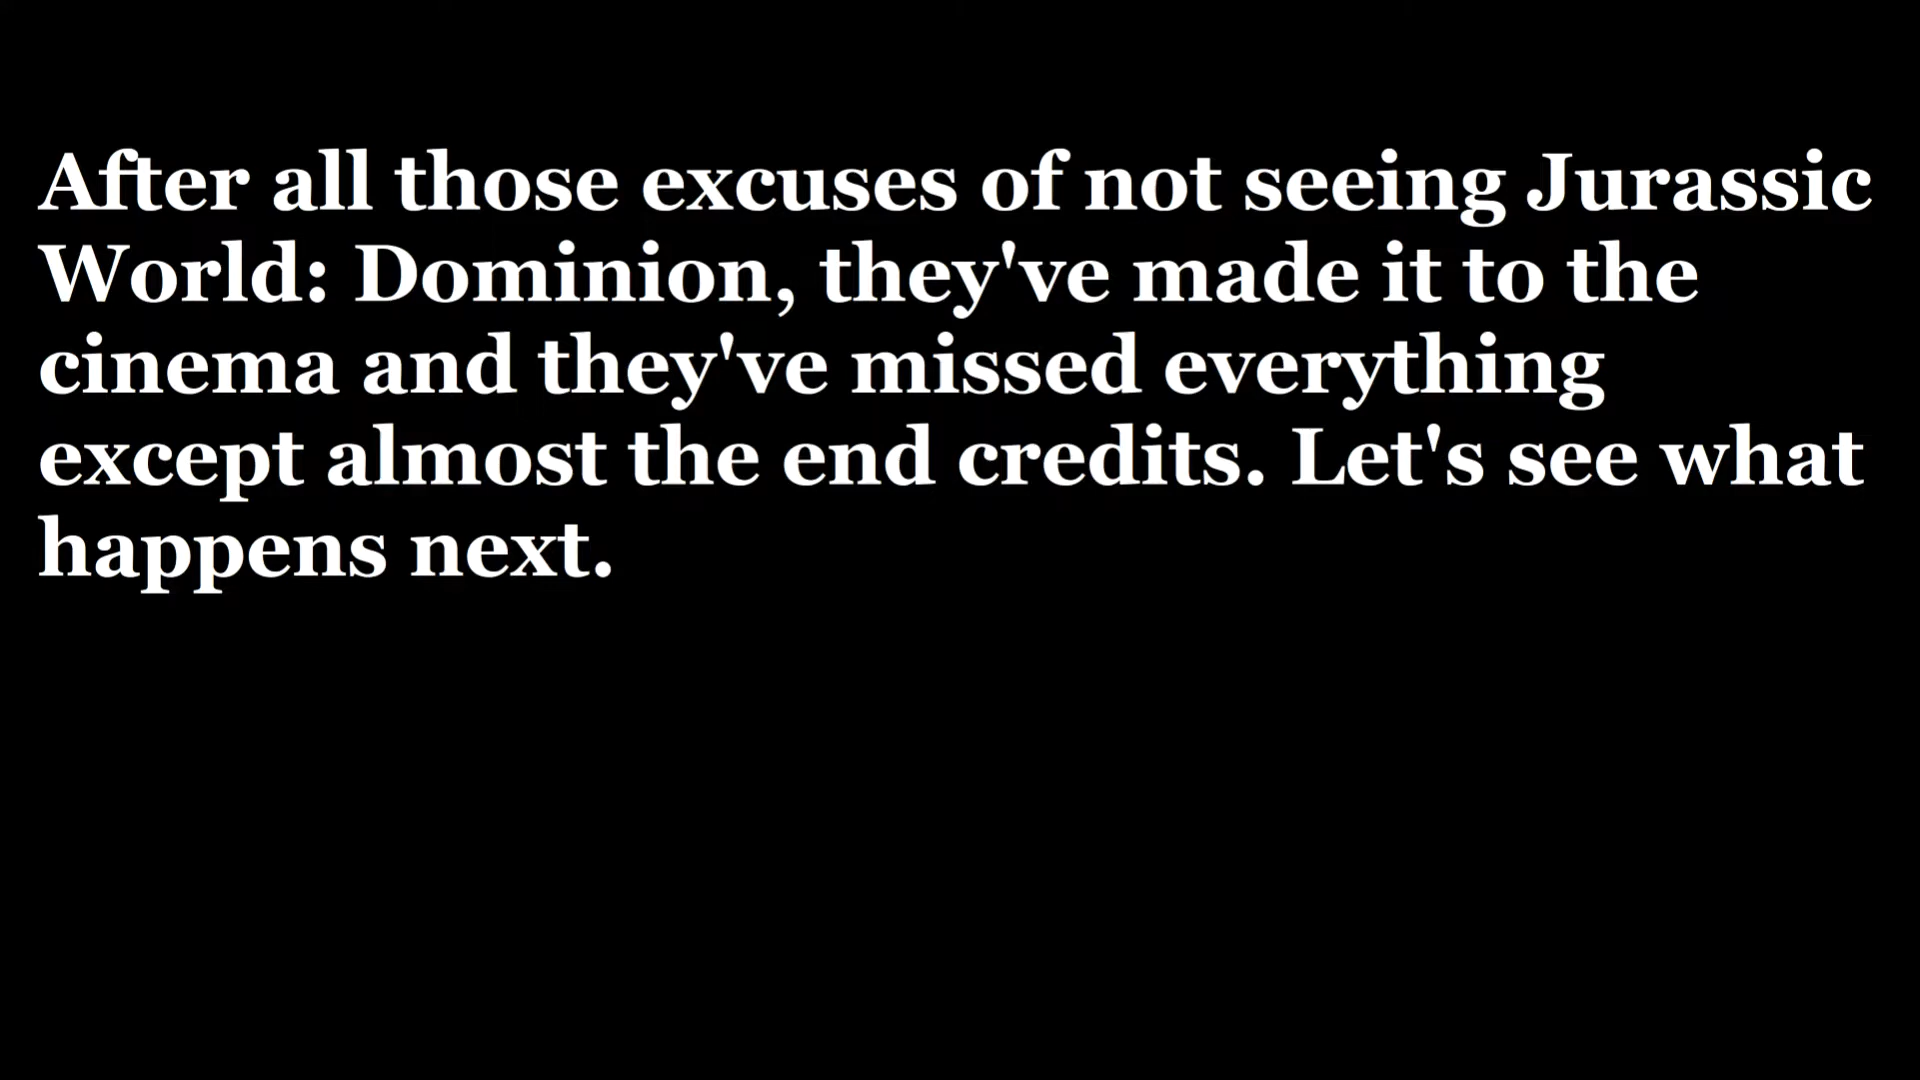 After all those excuses of not seeing Jurassic
World: Dominion, they've made it to the
cinema and they've missed everything
except almost the end credits. Let's see what
happens next.